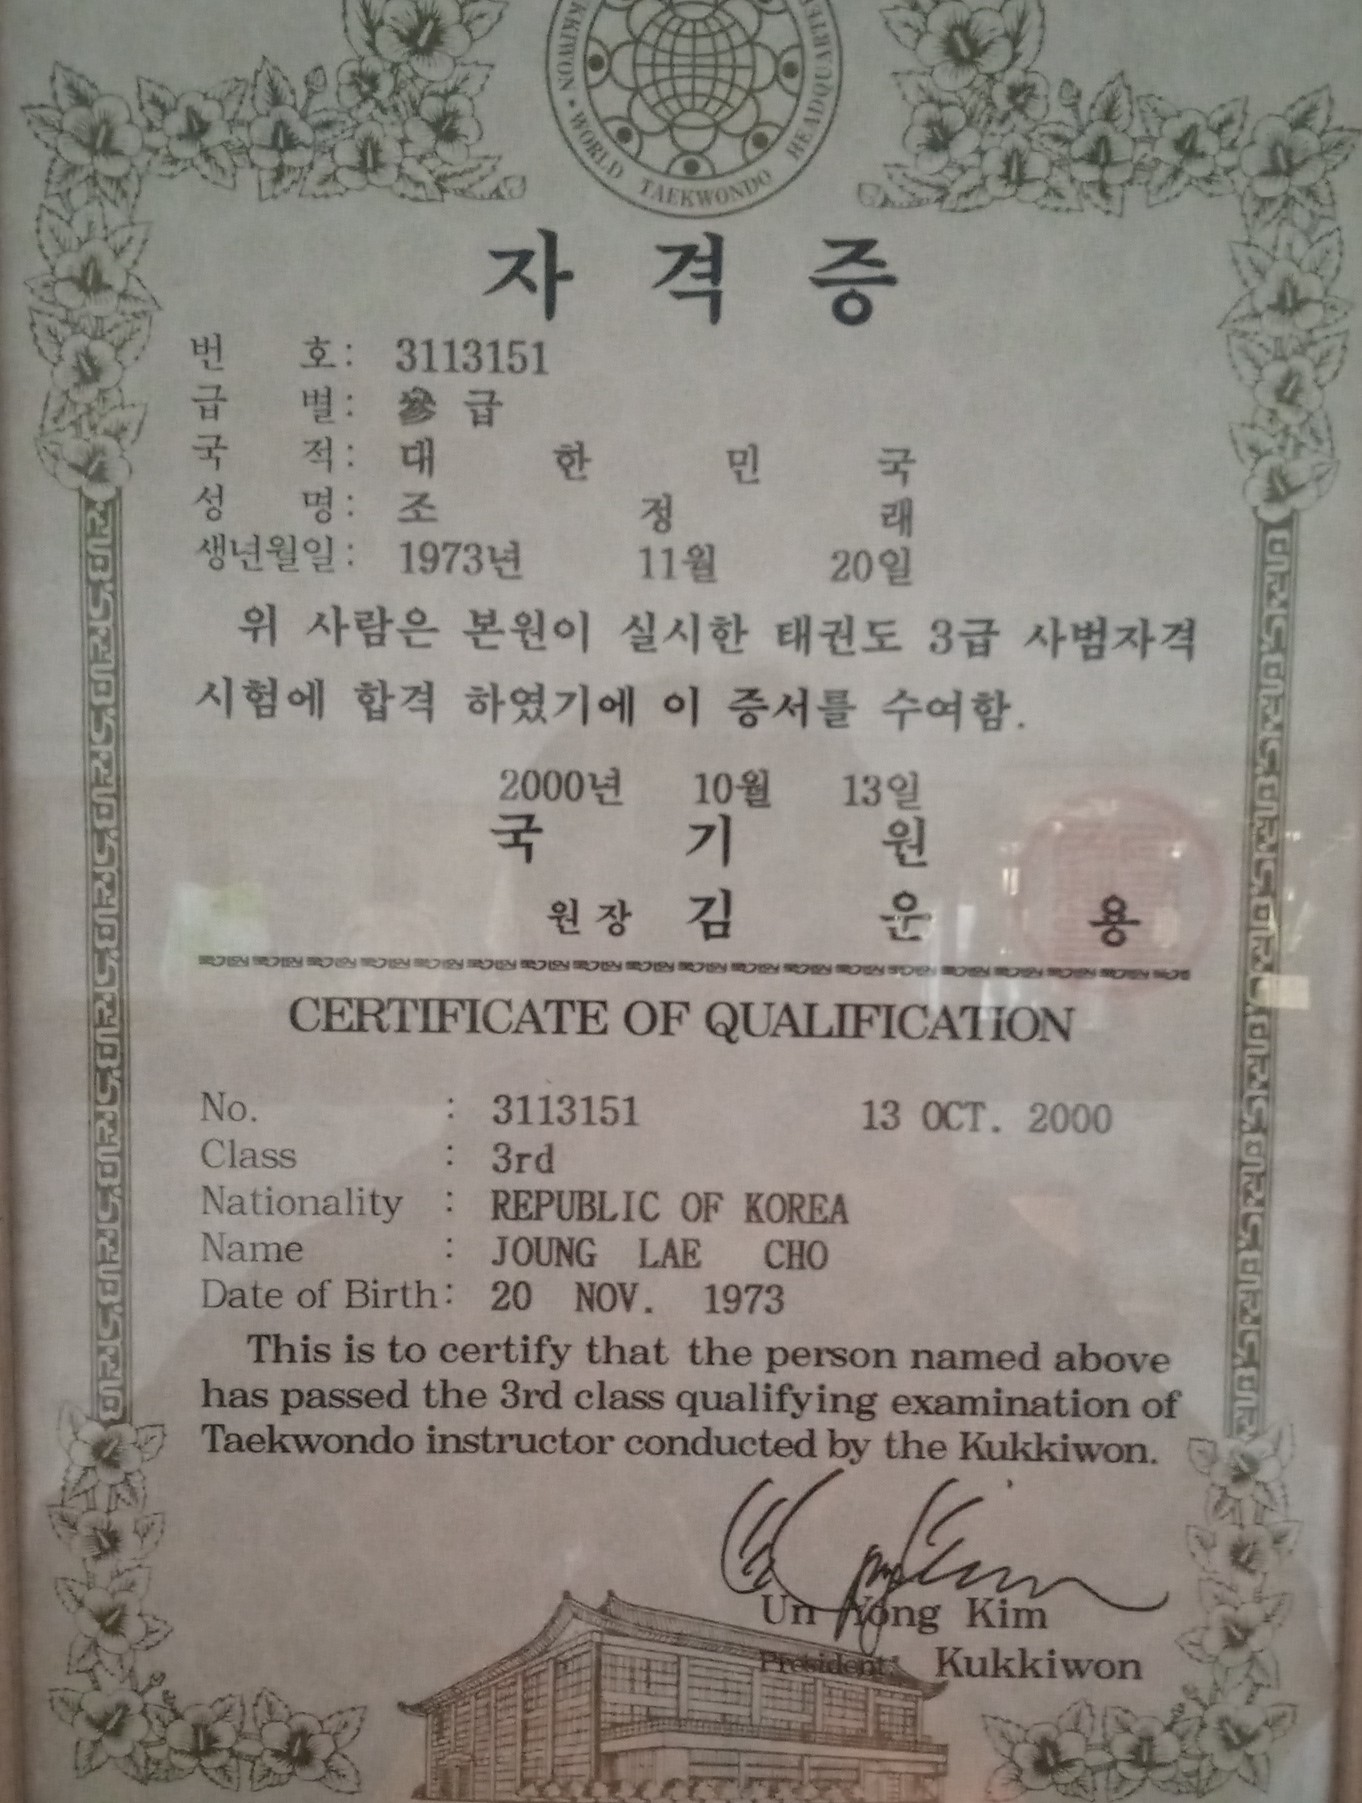 KKIWON • WORLD TAEKWONDO HEADQUARTE
자격증
번 호: 3113151
급 별: 參 급
국 적: 대 한 민 국
성 명: 조 정 래
생년월일: 1973년 11월 20일
위 사람은 본원이 실시한 태권도 3급 사범자격
시험에 합격 하였기에 이 증서를 수여함.
2000년 10월 13일
국 기 원
원장 김 운 용
CERTIFICATE OF QUALIFICATION
No. : 3113151 13 OCT. 2000
Class : 3rd
Nationality : REPUBLIC OF KOREA
Name : JOUNG LAE CHO
Date of Birth: 20 NOV. 1973
This is to certify that the person named above
has passed the 3rd class qualifying examination of
Taekwondo instructor conducted by the Kukkiwon.
Un Yong Kim
President, Kukkiwon